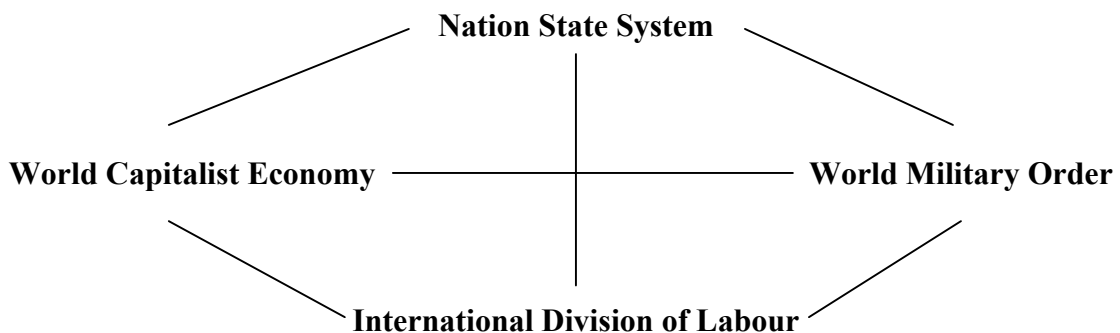 Nation State System
World Capitalist Economy
World Military Order
International Division of Labour